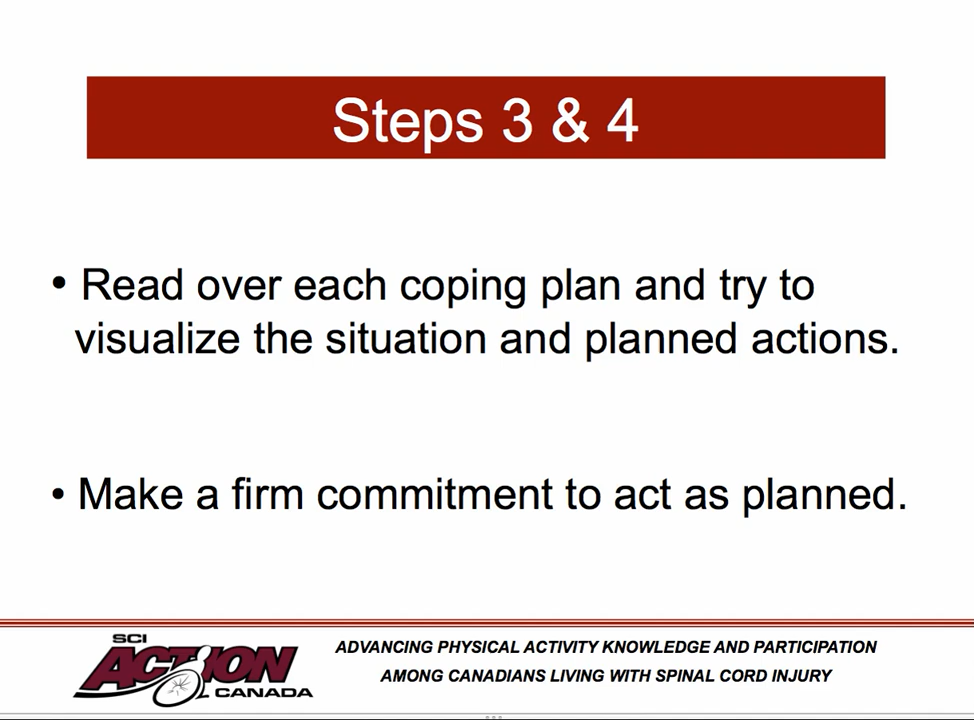 Steps 3 & 4
• Read over each coping plan and try to
visualize the situation and planned actions.
• Make a firm commitment to act as planned.
SCI
ACTION
CANADA
ADVANCING PHYSICAL ACTIVITY KNOWLEDGE AND PARTICIPATION
AMONG CANADIANS LIVING WITH SPINAL CORD INJURY